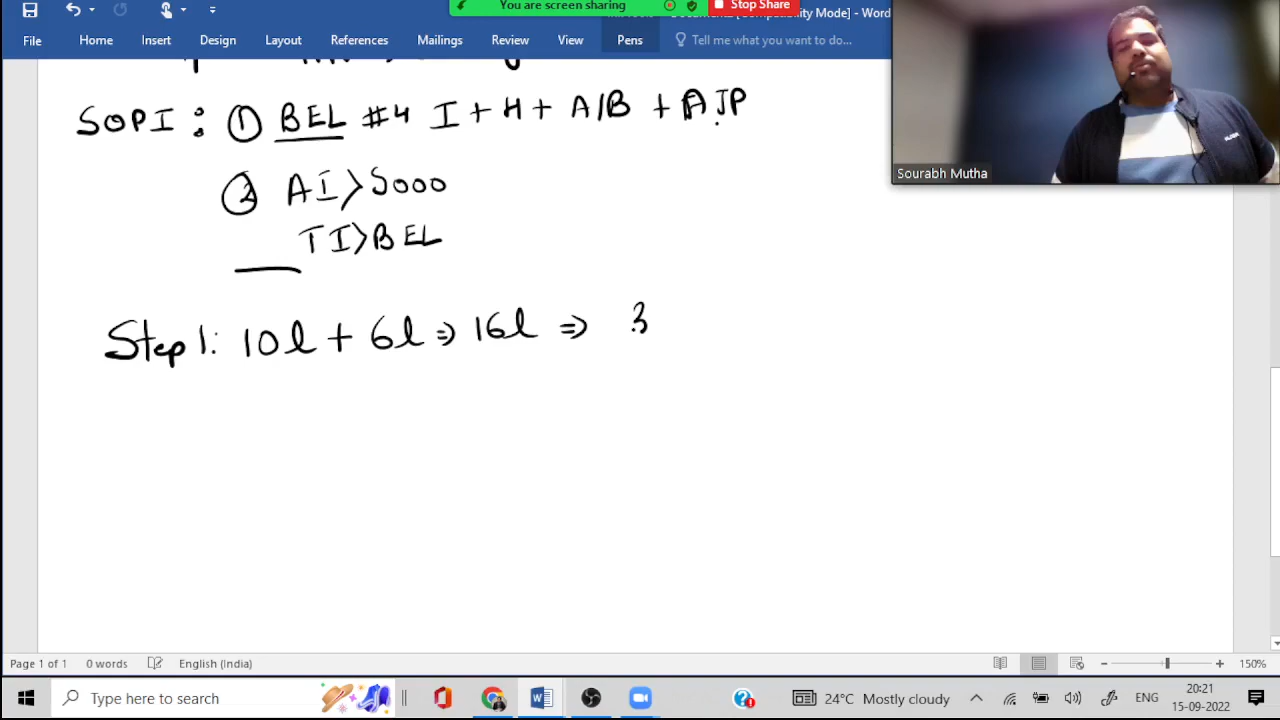 You are screen sharing
Stop Share
File Home Insert Design Layout References Mailings Review View Pens Tell me what you want to do...
Word
SOPI : ① BEL #4 I + H + A/B + AIP
② AI>5000
TI>BEL
Step 1: 10l + 6l ⇒ 16l ⇒ 3
Sourabh Mutha
Page 1 of 1 0 words English (India) 150%
Type here to search
24°C Mostly cloudy
ENG
20:21
15-09-2022